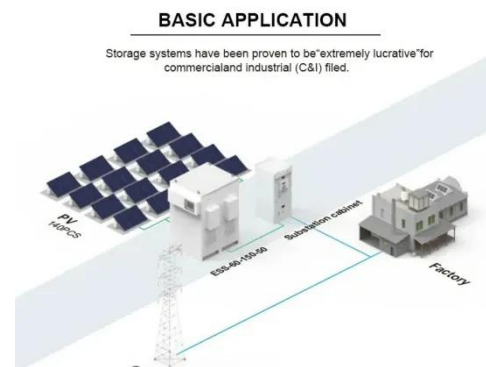 BASIC APPLICATION
Storage systems have been proven to be“extremely lucrative”for
commercialand industrial (C&I) filed.
PV
140PCS
ESS-60-150-50
Substation cabinet
Factory